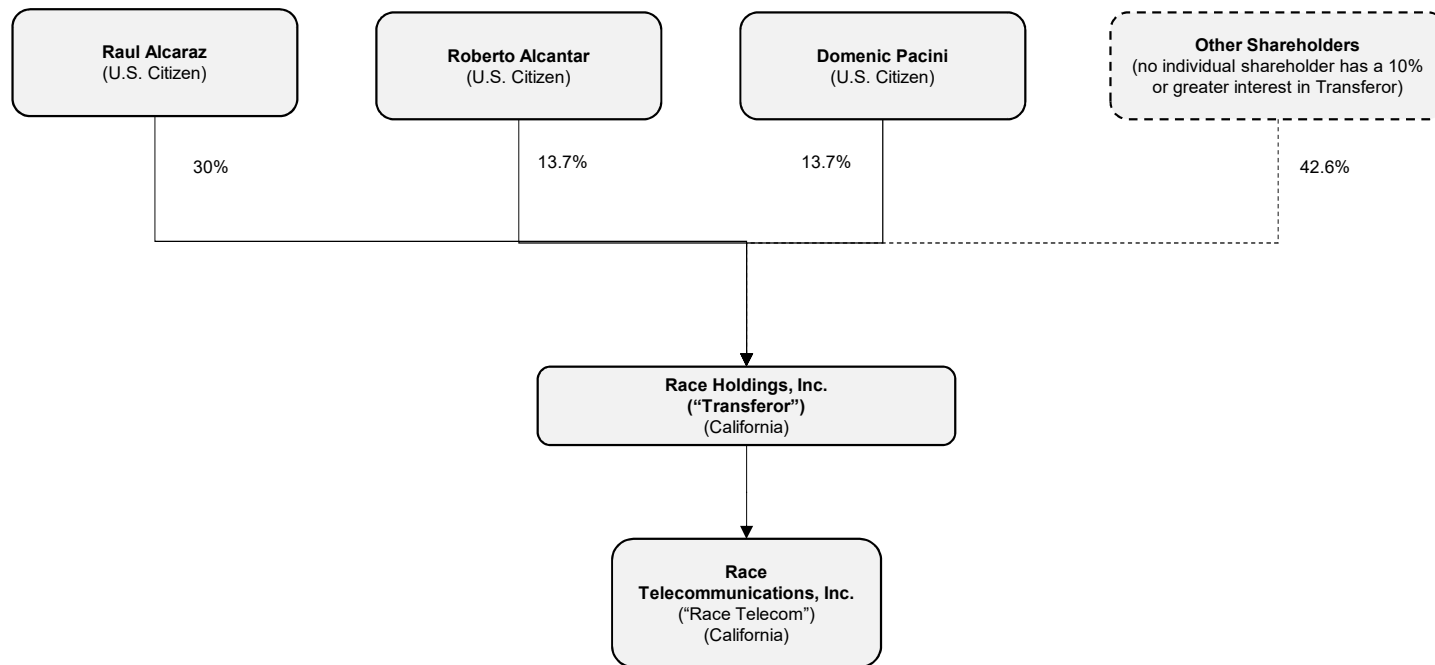 Raul Alcaraz
(U.S. Citizen)
Roberto Alcantar
(U.S. Citizen)
Domenic Pacini
(U.S. Citizen)
Other Shareholders
(no individual shareholder has a 10%
or greater interest in Transferor)
30%
13.7%
13.7%
42.6%
Race Holdings, Inc.
(“Transferor”)
(California)
Race
Telecommunications, Inc.
(“Race Telecom”)
(California)